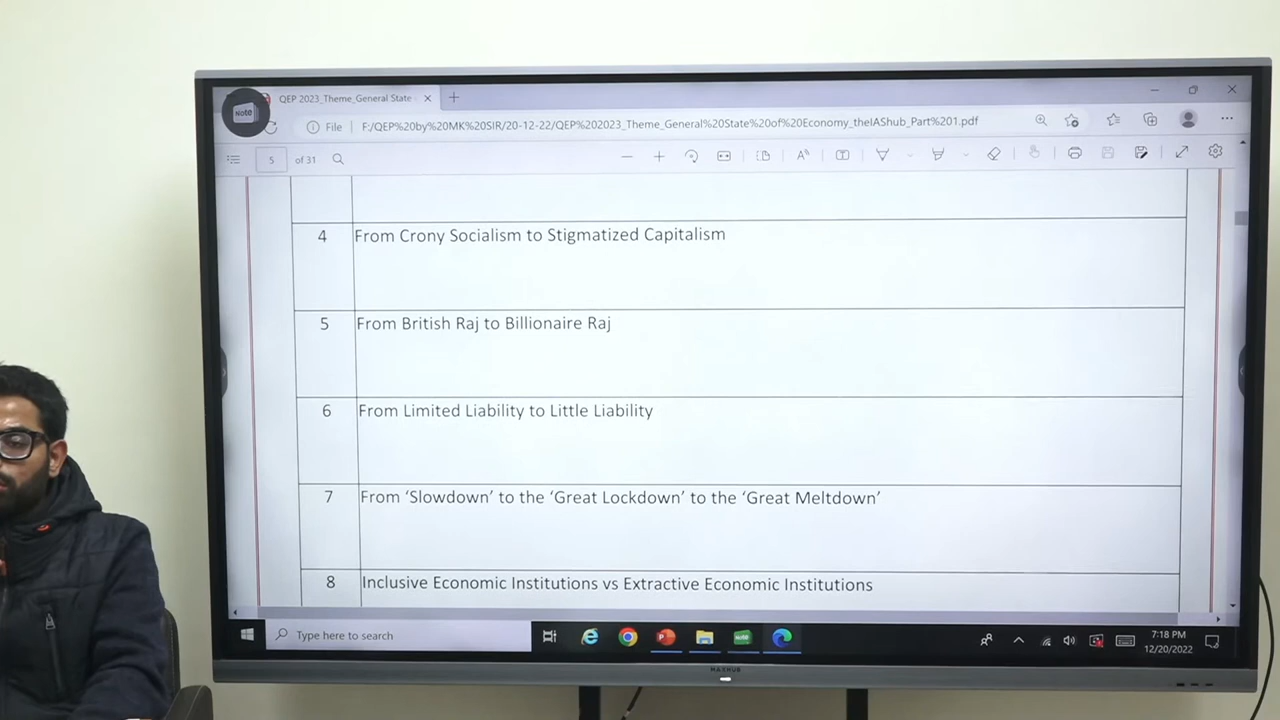 Note
QEP 2023_Theme_General State
File F:/QEP%20by%20MK%20SIR/20-12-22/QEP%202023_Theme_General%20State%20of%20Economy_theIAShub_Part%201.pdf
5 of 31
4 From Crony Socialism to Stigmatized Capitalism
5 From British Raj to Billionaire Raj
6 From Limited Liability to Little Liability
7 From ‘Slowdown’ to the ‘Great Lockdown’ to the ‘Great Meltdown’
8 Inclusive Economic Institutions vs Extractive Economic Institutions
Type here to search
7:18 PM
12/20/2022
MAXHUB